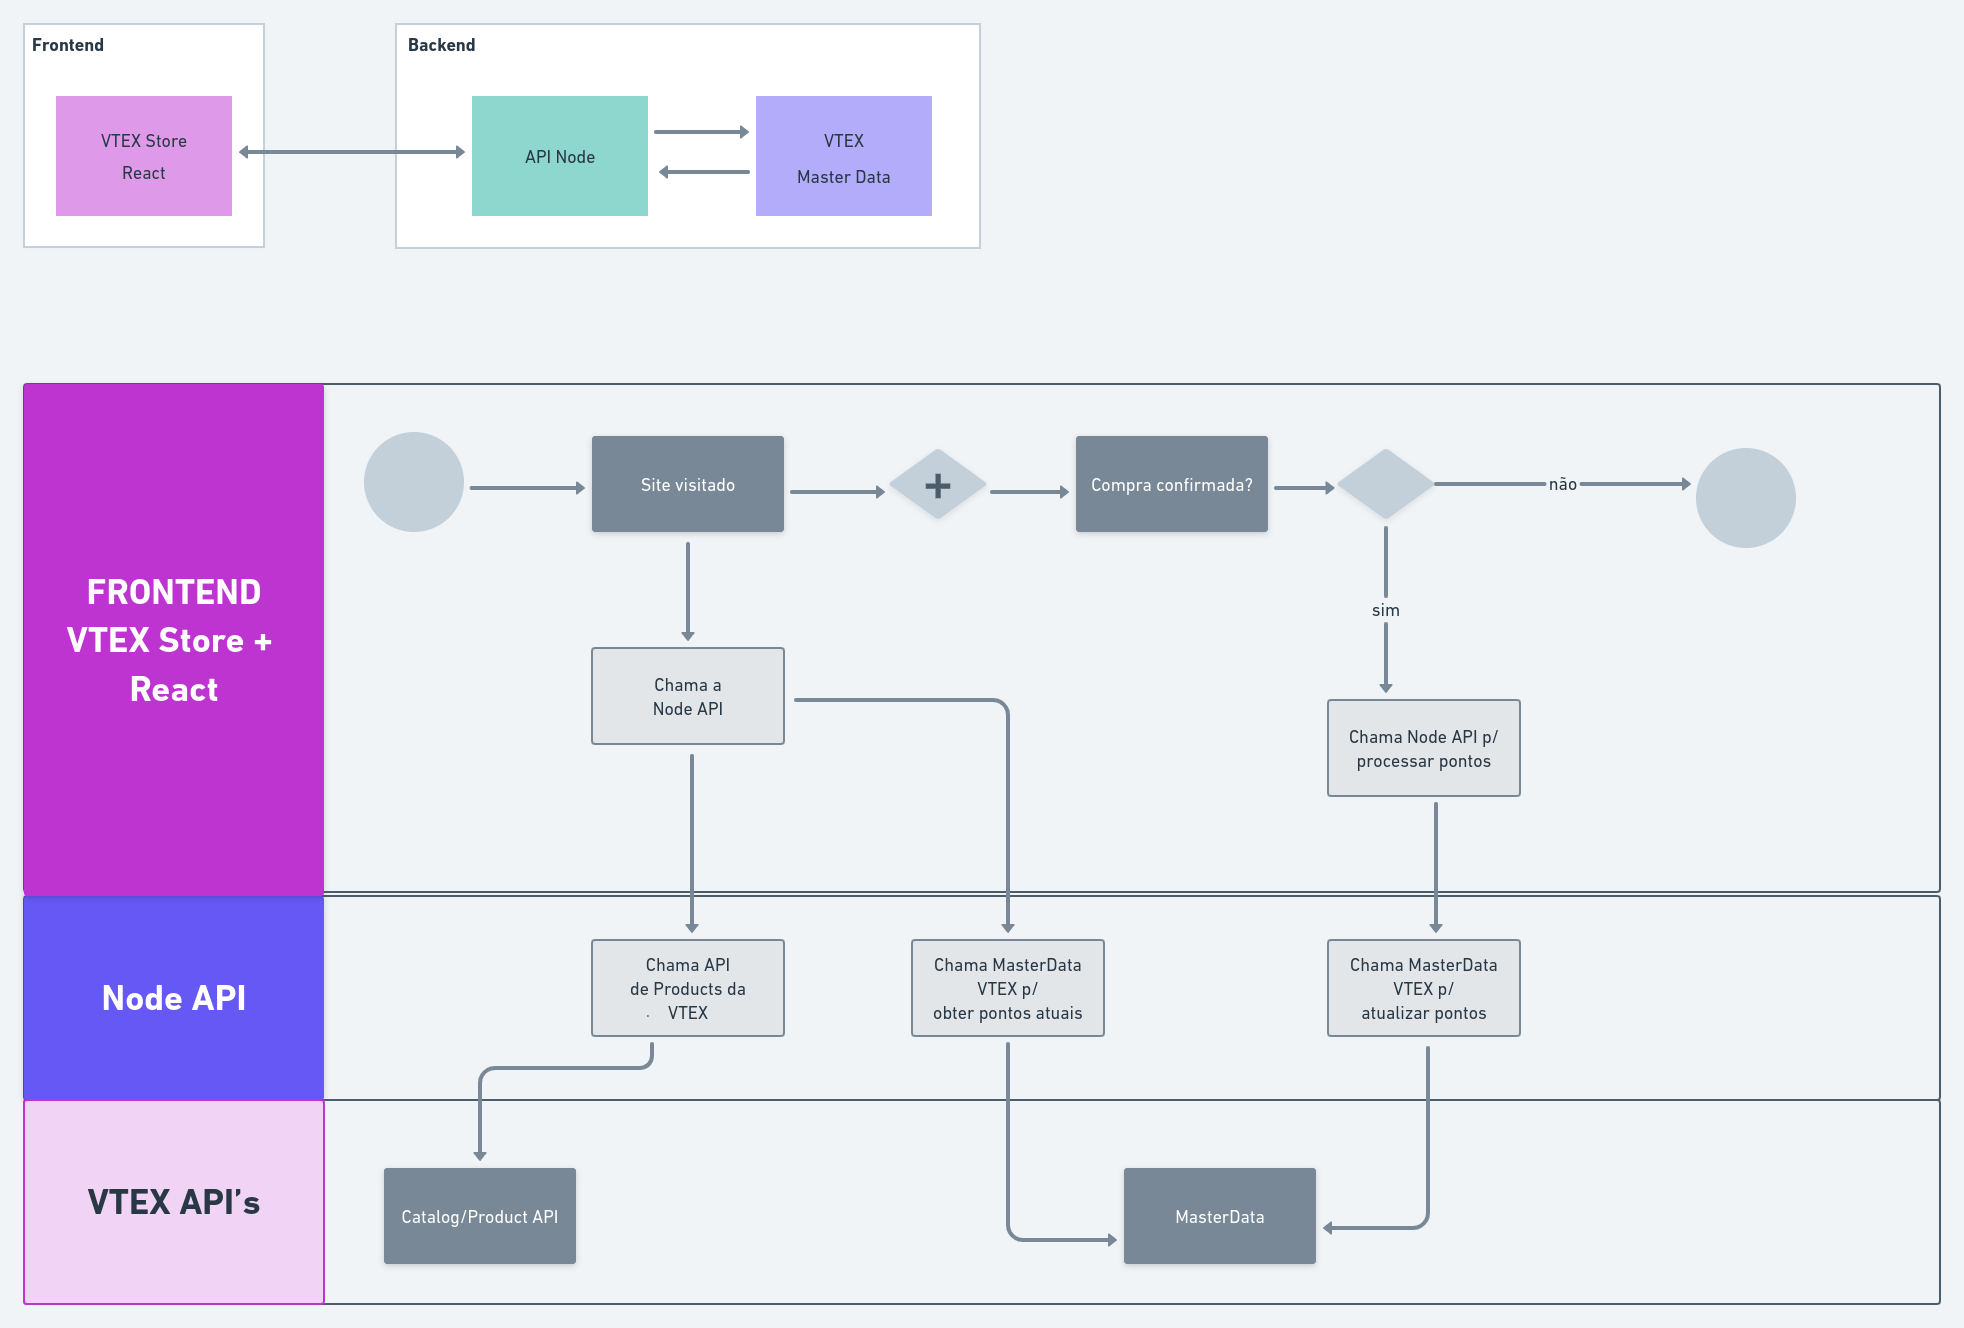 Frontend
Backend
VTEX Store
React
API Node
VTEX
Master Data
FRONTEND
VTEX Store +
React
Site visitado
+
Compra confirmada?
não
sim
Chama a
Node API
Chama Node API p/
processar pontos
Node API
Chama API
de Products da
. VTEX
Chama MasterData
VTEX p/
obter pontos atuais
Chama MasterData
VTEX p/
atualizar pontos
VTEX API’s
Catalog/Product API
MasterData